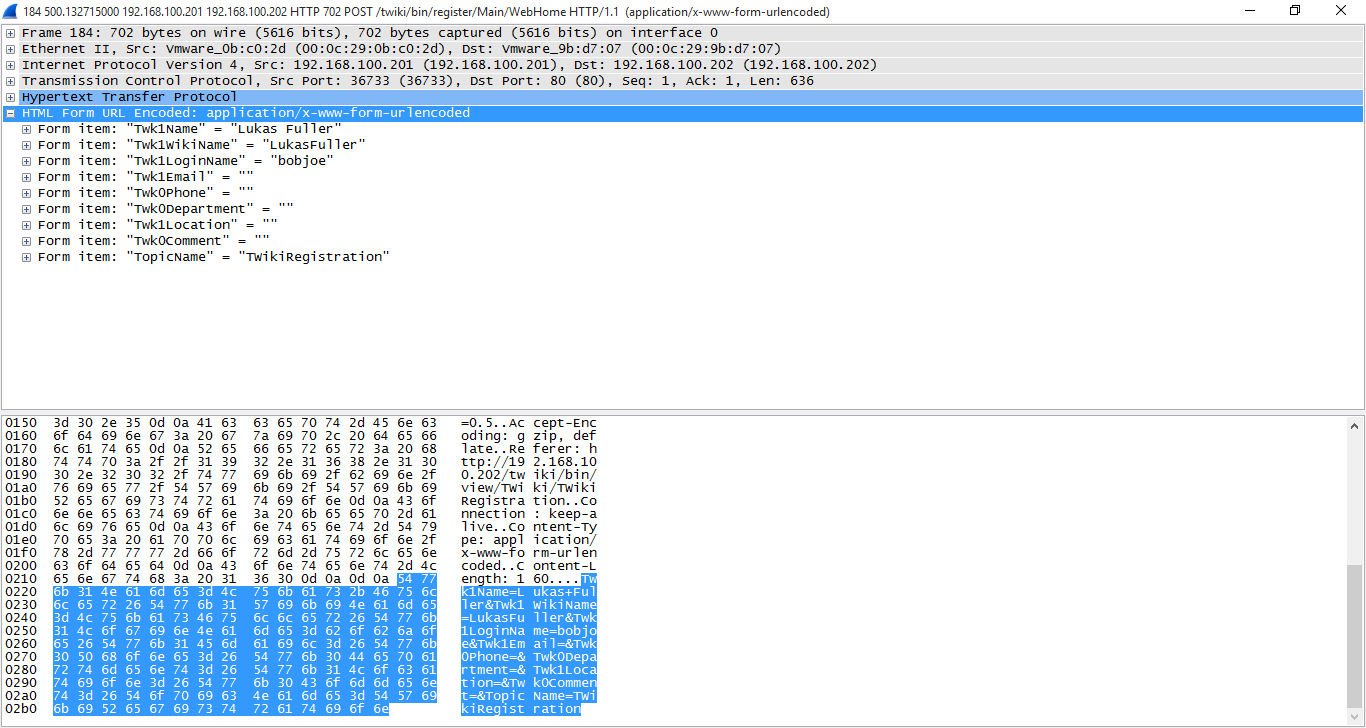 184 500.132715000 192.168.100.201 192.168.100.202 HTTP 702 POST /twiki/bin/register/Main/WebHome HTTP/1.1 (application/x-www-form-urlencoded)
Frame 184: 702 bytes on wire (5616 bits), 702 bytes captured (5616 bits) on interface 0
Ethernet II, Src: Vmware_0b:c0:2d (00:0c:29:0b:c0:2d), Dst: Vmware_9b:d7:07 (00:0c:29:9b:d7:07)
Internet Protocol Version 4, Src: 192.168.100.201 (192.168.100.201), Dst: 192.168.100.202 (192.168.100.202)
Transmission Control Protocol, Src Port: 36733 (36733), Dst Port: 80 (80), Seq: 1, Ack: 1, Len: 636
Hypertext Transfer Protocol
HTML Form URL Encoded: application/x-www-form-urlencoded
Form item: "Twk1Name" = "Lukas Fuller"
Form item: "Twk1WikiName" = "LukasFuller"
Form item: "Twk1LoginName" = "bobjoe"
Form item: "Twk1Email" = ""
Form item: "Twk0Phone" = ""
Form item: "Twk0Department" = ""
Form item: "Twk1Location" = ""
Form item: "Twk0Comment" = ""
Form item: "TopicName" = "TWikiRegistration"
0150 3d 30 2e 35 0d 0a 41 63 63 65 70 74 2d 45 6e 63 =0.5..Ac cept-Enc
0160 6f 64 69 6e 67 3a 20 67 7a 69 70 2c 20 64 65 66 oding: g zip, def
0170 6c 61 74 65 0d 0a 52 65 66 65 72 65 72 3a 20 68 late..Re ferer: h
0180 74 74 70 3a 2f 2f 31 39 32 2e 31 36 38 2e 31 30 ttp://19 2.168.10
0190 30 2e 32 30 32 2f 74 77 69 6b 69 2f 62 69 6e 2f 0.202/tw iki/bin/
01a0 76 69 65 77 2f 54 57 69 6b 69 2f 54 57 69 6b 69 view/TWi ki/TWiki
01b0 52 65 67 69 73 74 72 61 74 69 6f 6e 0d 0a 43 6f Registra tion..Co
01c0 6e 6e 65 63 74 69 6f 6e 3a 20 6b 65 65 70 2d 61 nnection : keep-a
01d0 6c 69 76 65 0d 0a 43 6f 6e 74 65 6e 74 2d 54 79 live..Co ntent-Ty
01e0 70 65 3a 20 61 70 70 6c 69 63 61 74 69 6f 6e 2f pe: appl ication/
01f0 78 2d 77 77 77 2d 66 6f 72 6d 2d 75 72 6c 65 6e x-www-fo rm-urlen
0200 63 6f 64 65 64 0d 0a 43 6f 6e 74 65 6e 74 2d 4c coded..C ontent-L
0210 65 6e 67 74 68 3a 20 31 36 30 0d 0a 0d 0a 54 77 ength: 1 60....Tw
0220 6b 31 4e 61 6d 65 3d 4c 75 6b 61 73 2b 46 75 6c k1Name=L ukas+Ful
0230 6c 65 72 26 54 77 6b 31 57 69 6b 69 4e 61 6d 65 ler&Twk1 WikiName
0240 3d 4c 75 6b 61 73 46 75 6c 6c 65 72 26 54 77 6b =LukasFu ller&Twk
0250 31 4c 6f 67 69 6e 4e 61 6d 65 3d 62 6f 62 6a 6f 1LoginNa me=bobjo
0260 65 26 54 77 6b 31 45 6d 61 69 6c 3d 26 54 77 6b e&Twk1Em ail=&Twk
0270 30 50 68 6f 6e 65 3d 26 54 77 6b 30 44 65 70 61 0Phone=& Twk0Depa
0280 72 74 6d 65 6e 74 3d 26 54 77 6b 31 4c 6f 63 61 rtment=& Twk1Loca
0290 74 69 6f 6e 3d 26 54 77 6b 30 43 6f 6d 6d 65 6e tion=&Tw k0Commen
02a0 74 3d 26 54 6f 70 69 63 4e 61 6d 65 3d 54 57 69 t=&Topic Name=TWi
02b0 6b 69 52 65 67 69 73 74 72 61 74 69 6f 6e kiRegist ration